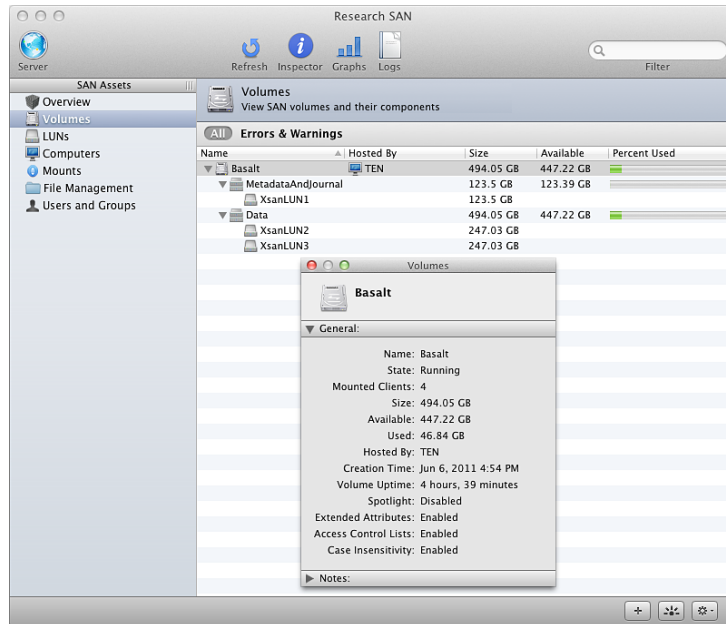 Research SAN
Server
Refresh Inspector Graphs Logs
Filter
SAN Assets
Overview
Volumes
LUNs
Computers
Mounts
File Management
Users and Groups
Volumes
View SAN volumes and their components
All Errors & Warnings
Name Hosted By Size Available Percent Used
Basalt TEN 494.05 GB 447.22 GB
MetadataAndJournal 123.5 GB 123.39 GB
XsanLUN1 123.5 GB
Data 494.05 GB 447.22 GB
XsanLUN2 247.03 GB
XsanLUN3 247.03 GB
Volumes
Basalt
General:
Name: Basalt
State: Running
Mounted Clients: 4
Size: 494.05 GB
Available: 447.22 GB
Used: 46.84 GB
Hosted By: TEN
Creation Time: Jun 6, 2011 4:54 PM
Volume Uptime: 4 hours, 39 minutes
Spotlight: Disabled
Extended Attributes: Enabled
Access Control Lists: Enabled
Case Insensitivity: Enabled
Notes: